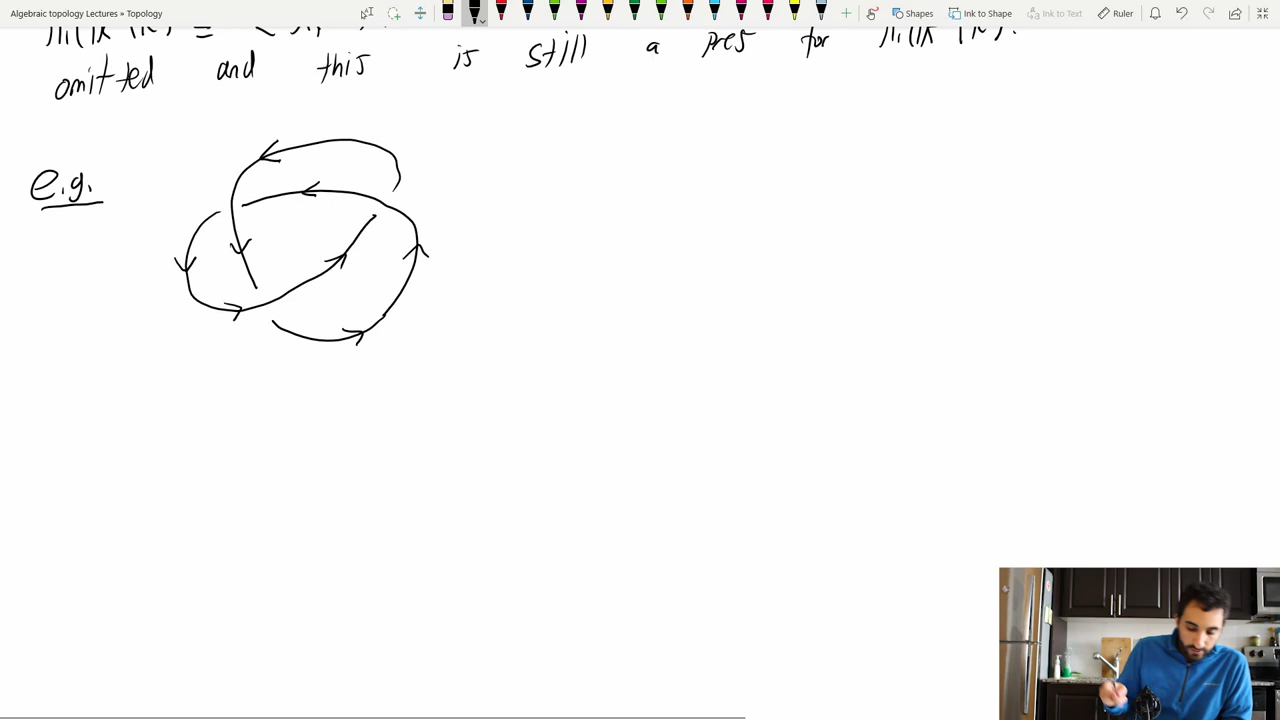 Algebraic topology Lectures » Topology
Shapes Ink to Shape Ink to Text Ruler
omitted and this is still a pres for
e.g.